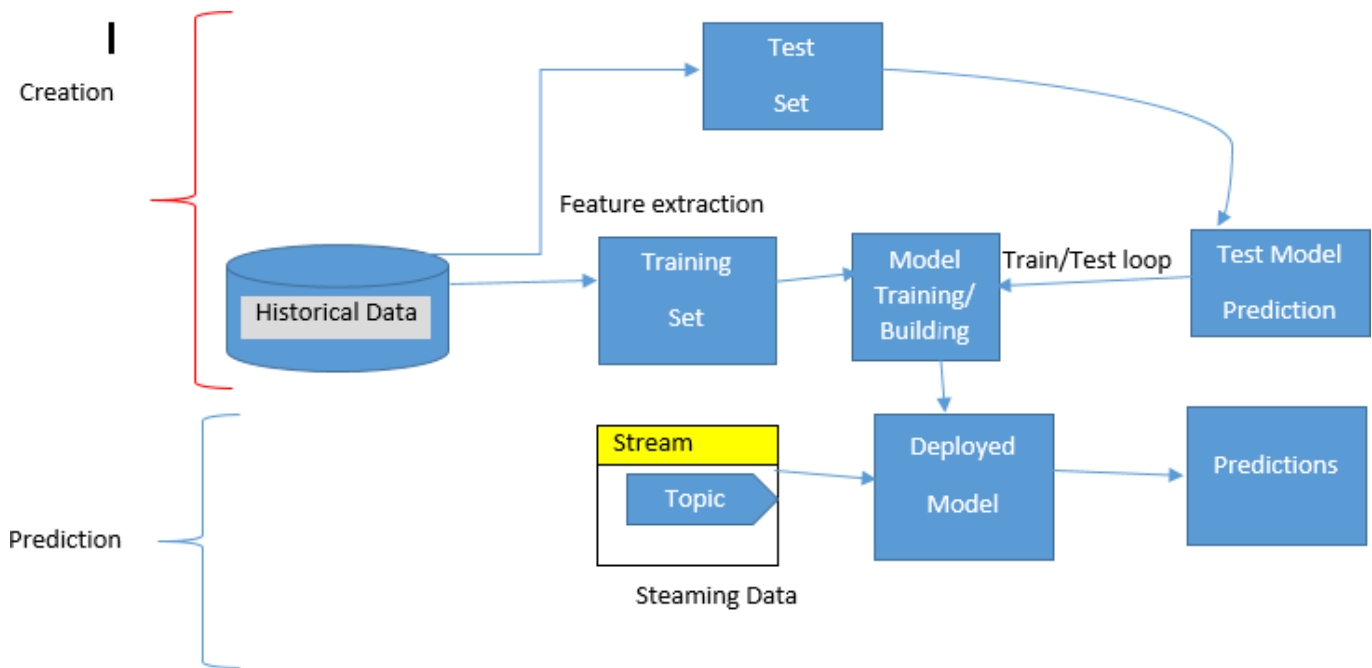 Creation
Test
Set
Feature extraction
Historical Data
Training
Set
Model
Training/
Building
Train/Test loop
Test Model
Prediction
Prediction
Stream
Topic
Steaming Data
Deployed
Model
Predictions